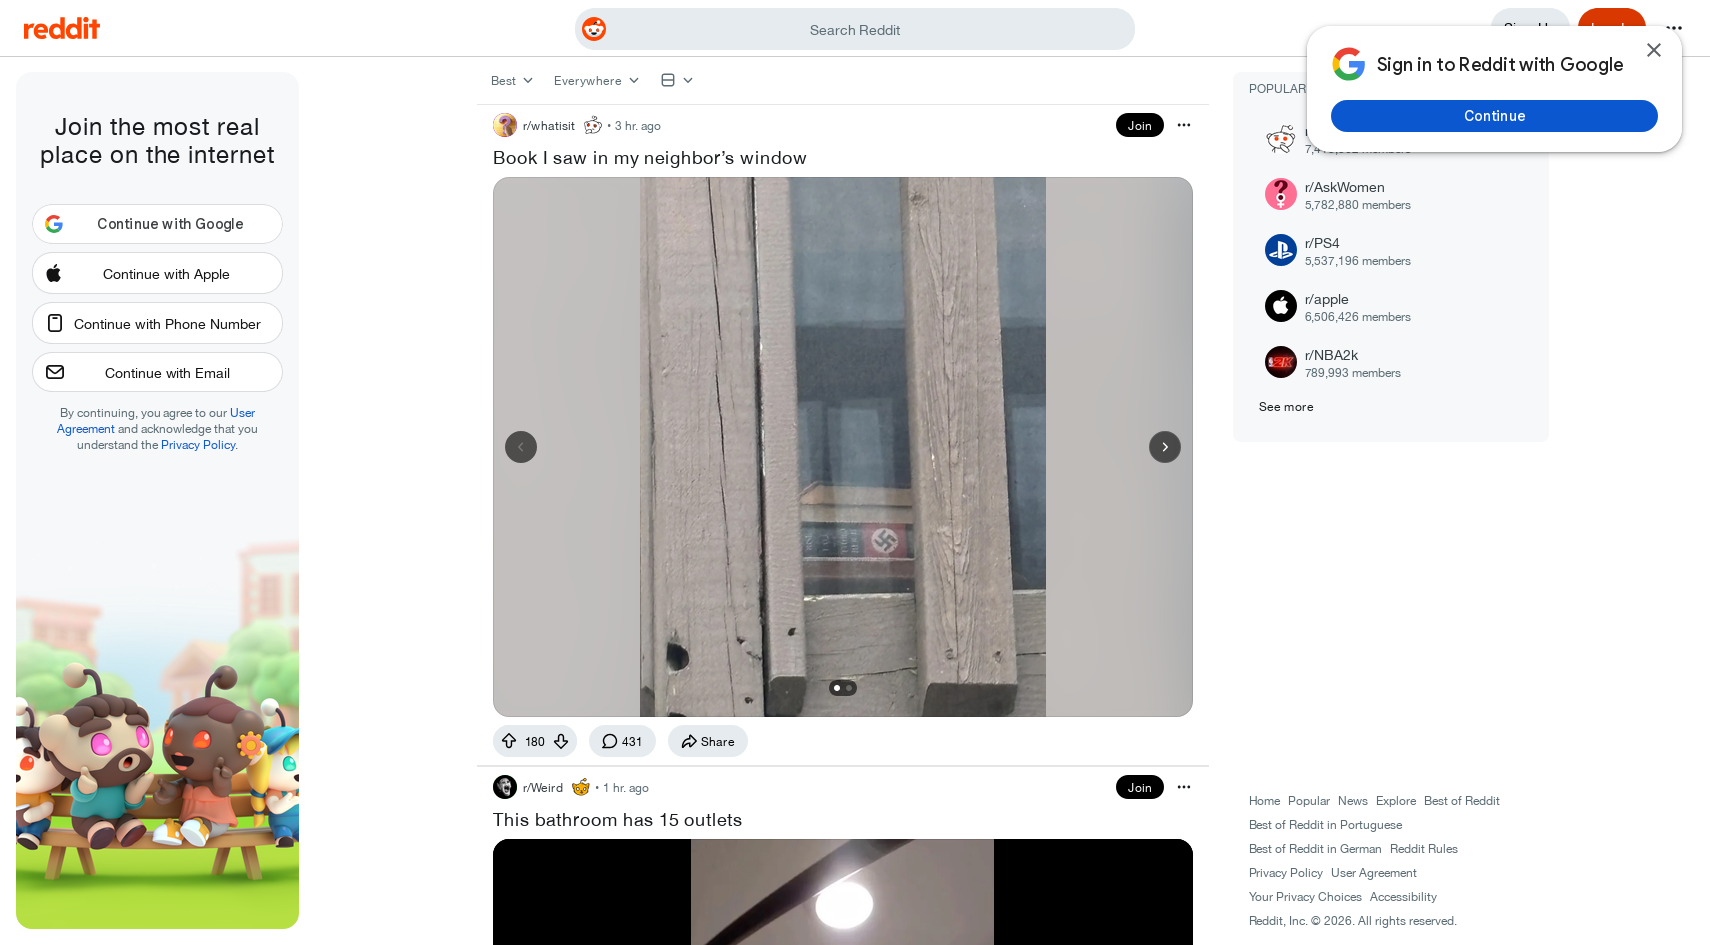 reddit
Search Reddit
Sign in to Reddit with Google
Continue
Join the most real
place on the internet
Continue with Google
Continue with Apple
Continue with Phone Number
Continue with Email
By continuing, you agree to our User
Agreement and acknowledge that you
understand the Privacy Policy.
Best
Everywhere
r/whatisit
• 3 hr. ago
Join
Book I saw in my neighbor’s window
180
431
Share
r/Weird
• 1 hr. ago
Join
This bathroom has 15 outlets
POPULAR
r/AskWomen
5,782,880 members
r/PS4
5,537,196 members
r/apple
6,506,426 members
r/NBA2k
789,993 members
See more
Home Popular News Explore Best of Reddit
Best of Reddit in Portuguese
Best of Reddit in German Reddit Rules
Privacy Policy User Agreement
Your Privacy Choices Accessibility
Reddit, Inc. © 2026. All rights reserved.